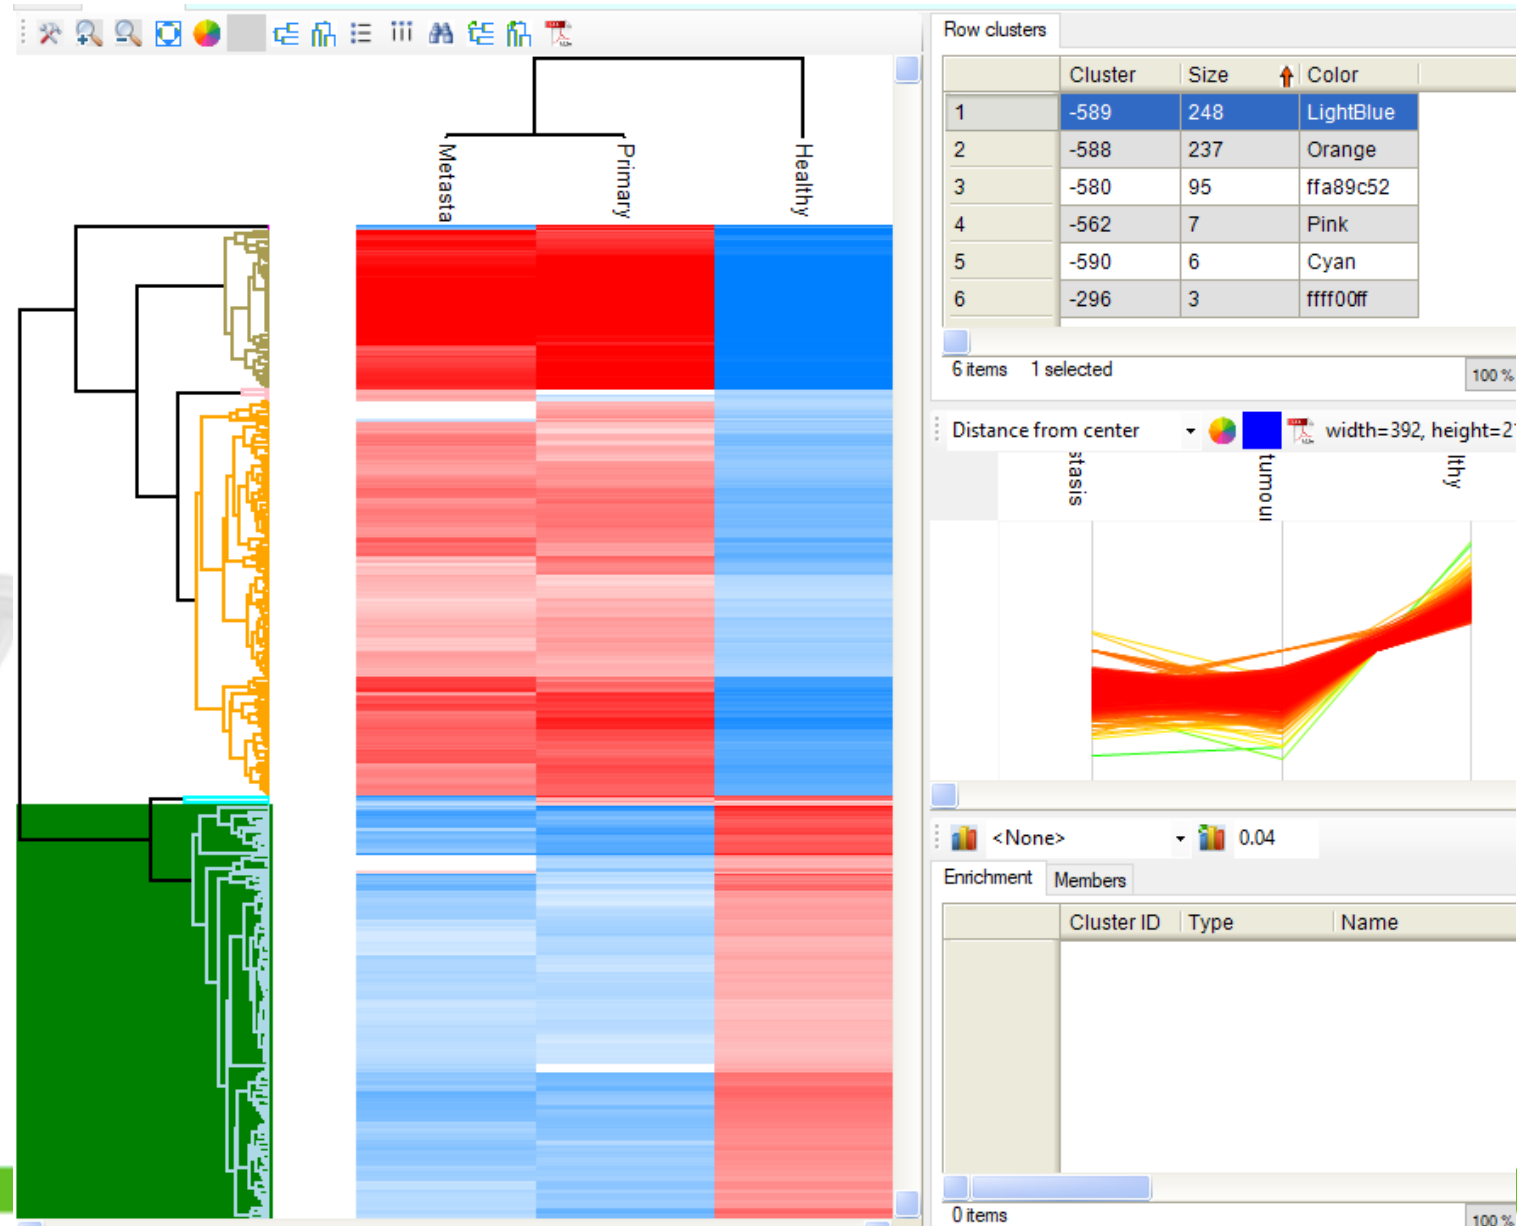 Metasta
Primary
Healthy
Row clusters
Cluster Size Color
1 -589 248 LightBlue
2 -588 237 Orange
3 -580 95 ffa89c52
4 -562 7 Pink
5 -590 6 Cyan
6 -296 3 ffff00ff
6 items 1 selected
100 %
Distance from center
width=392, height=2
stasis
tumou
lthy
<None>
0.04
Enrichment Members
Cluster ID Type Name
0 items
100 %